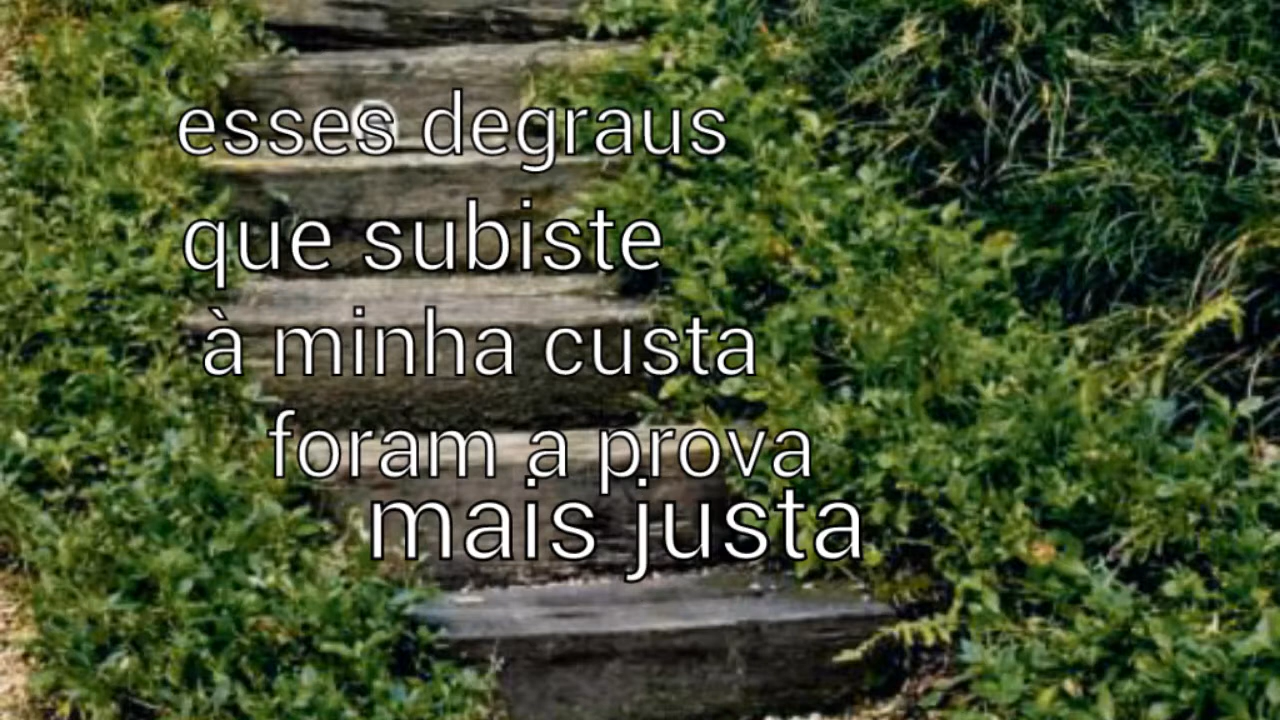 esses degraus
que subiste
à minha custa
foram a prova
mais justa